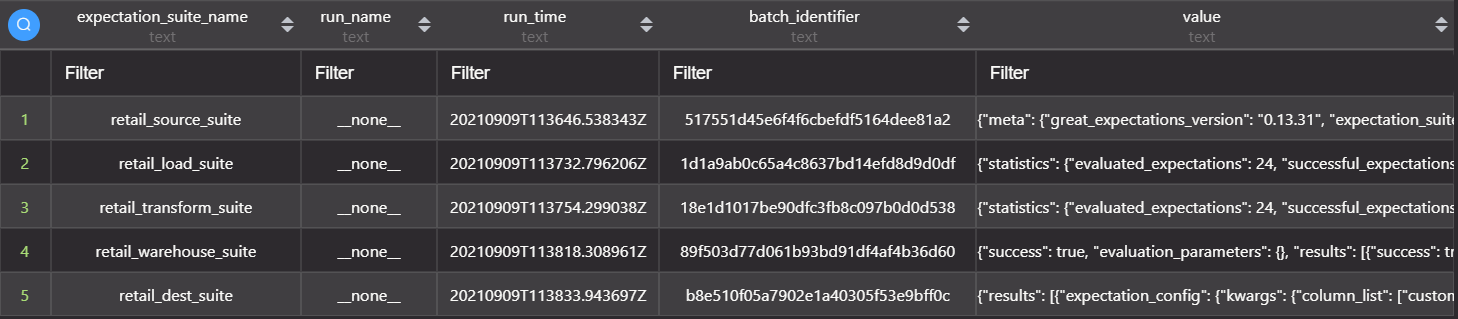 expectation_suite_name run_name run_time batch_identifier value
text text text text text
Filter Filter Filter Filter Filter
1 retail_source_suite __none__ 20210909T113646.538343Z 517551d45e6f4f6cbefdf5164dee81a2 {"meta": {"great_expectations_version": "0.13.31", "expectation_suite
2 retail_load_suite __none__ 20210909T113732.796206Z 1d1a9ab0c65a4c8637bd14efd8d9d0df {"statistics": {"evaluated_expectations": 24, "successful_expectations
3 retail_transform_suite __none__ 20210909T113754.299038Z 18e1d1017be90dfc3fb8c097b0d0d538 {"statistics": {"evaluated_expectations": 24, "successful_expectations
4 retail_warehouse_suite __none__ 20210909T113818.308961Z 89f503d77d061b93bd91df4af4b36d60 {"success": true, "evaluation_parameters": {}, "results": [{"success": tr
5 retail_dest_suite __none__ 20210909T113833.943697Z b8e510f05a7902e1a40305f53e9bff0c {"results": [{"expectation_config": {"kwargs": {"column_list": ["custom